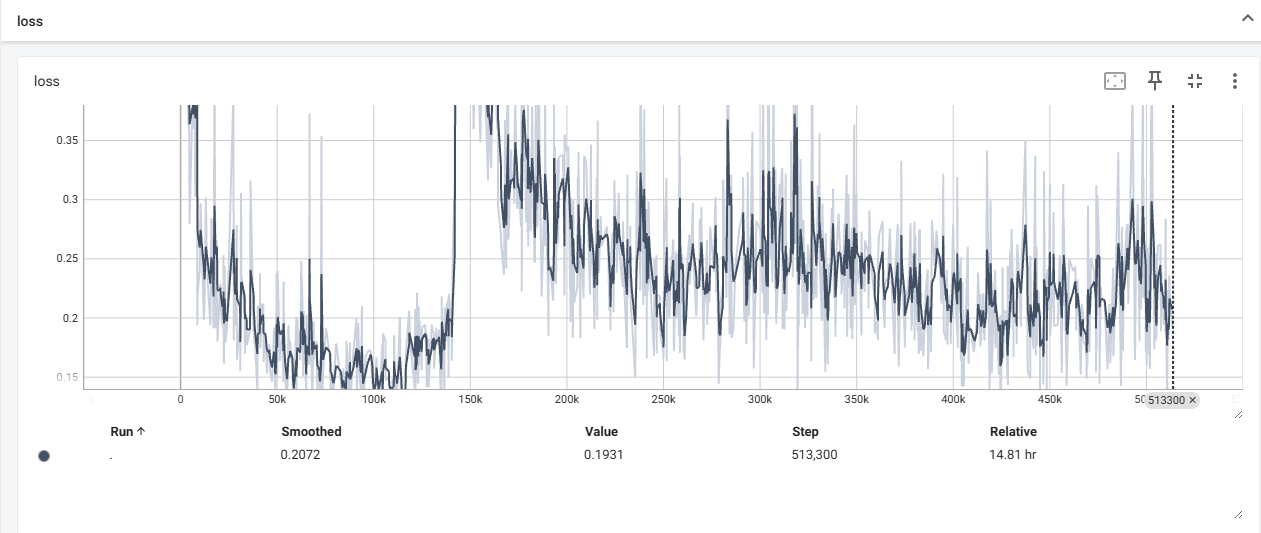 loss
loss
0.35
0.3
0.25
0.2
0.15
0 50k 100k 150k 200k 250k 300k 350k 400k 450k 50 513300 ✕
Run ↑ Smoothed Value Step Relative
. 0.2072 0.1931 513,300 14.81 hr